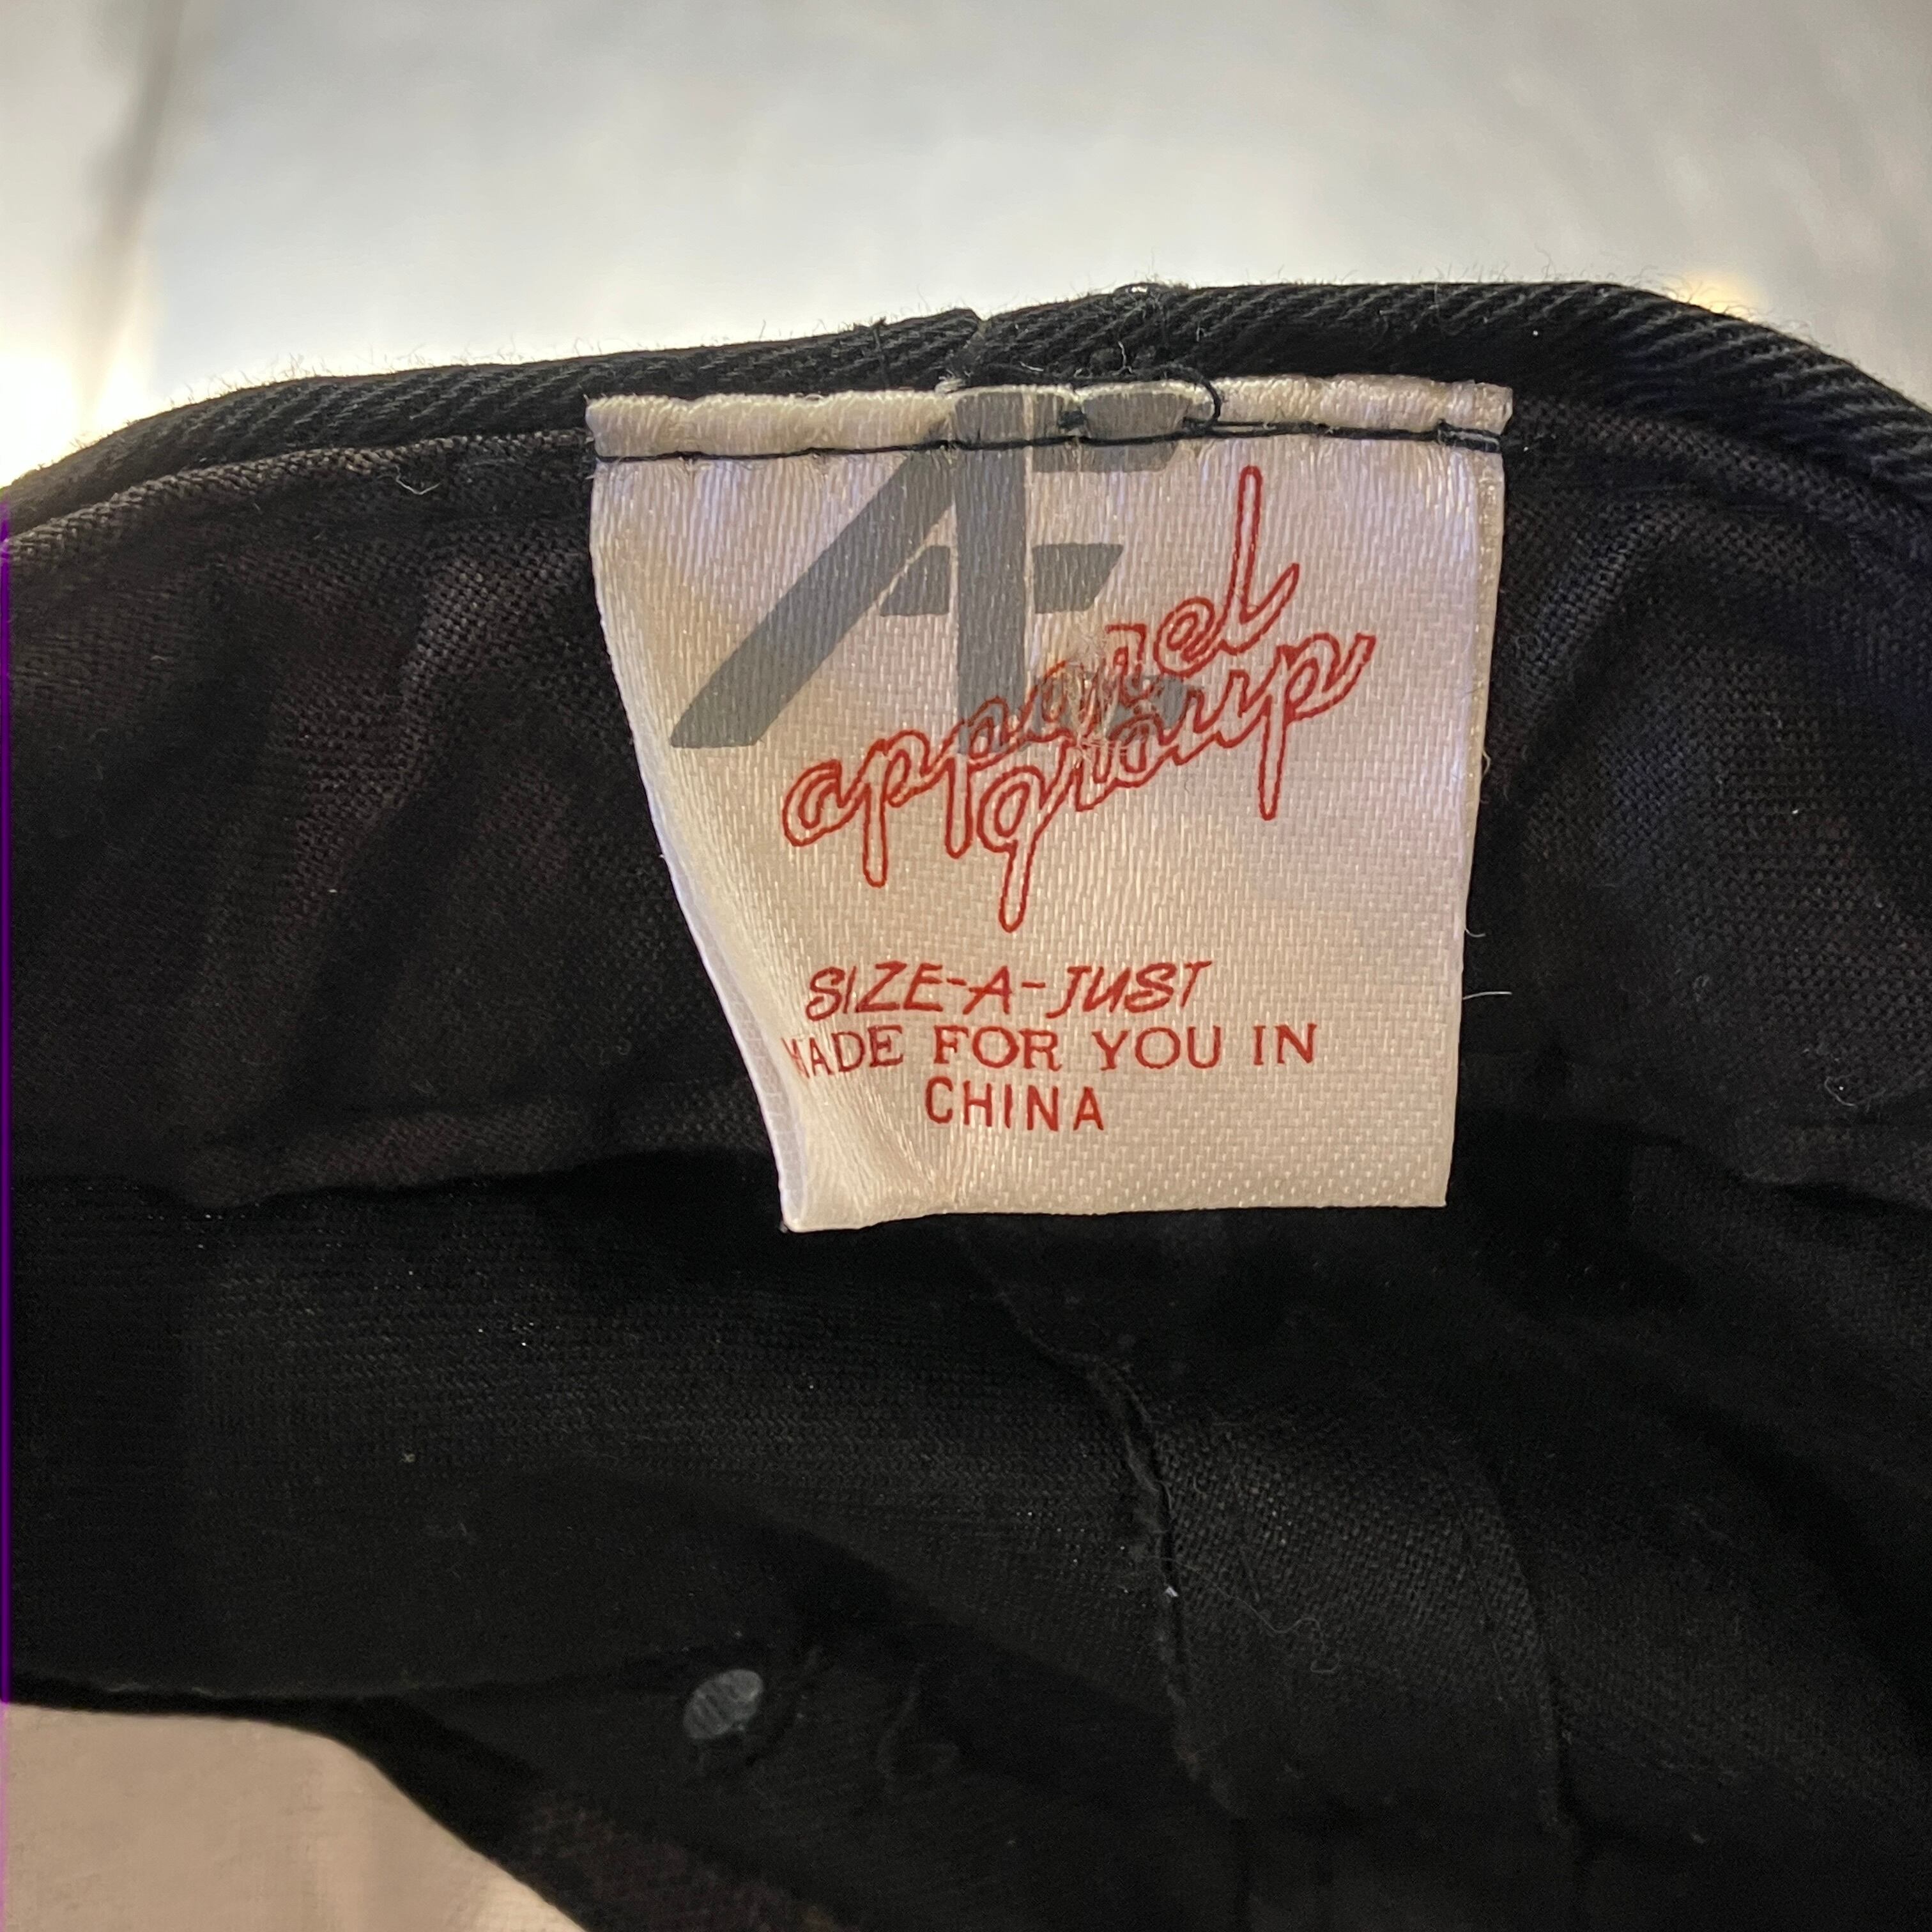 AF
apparel
group
SIZE-A-JUST
MADE FOR YOU IN
CHINA